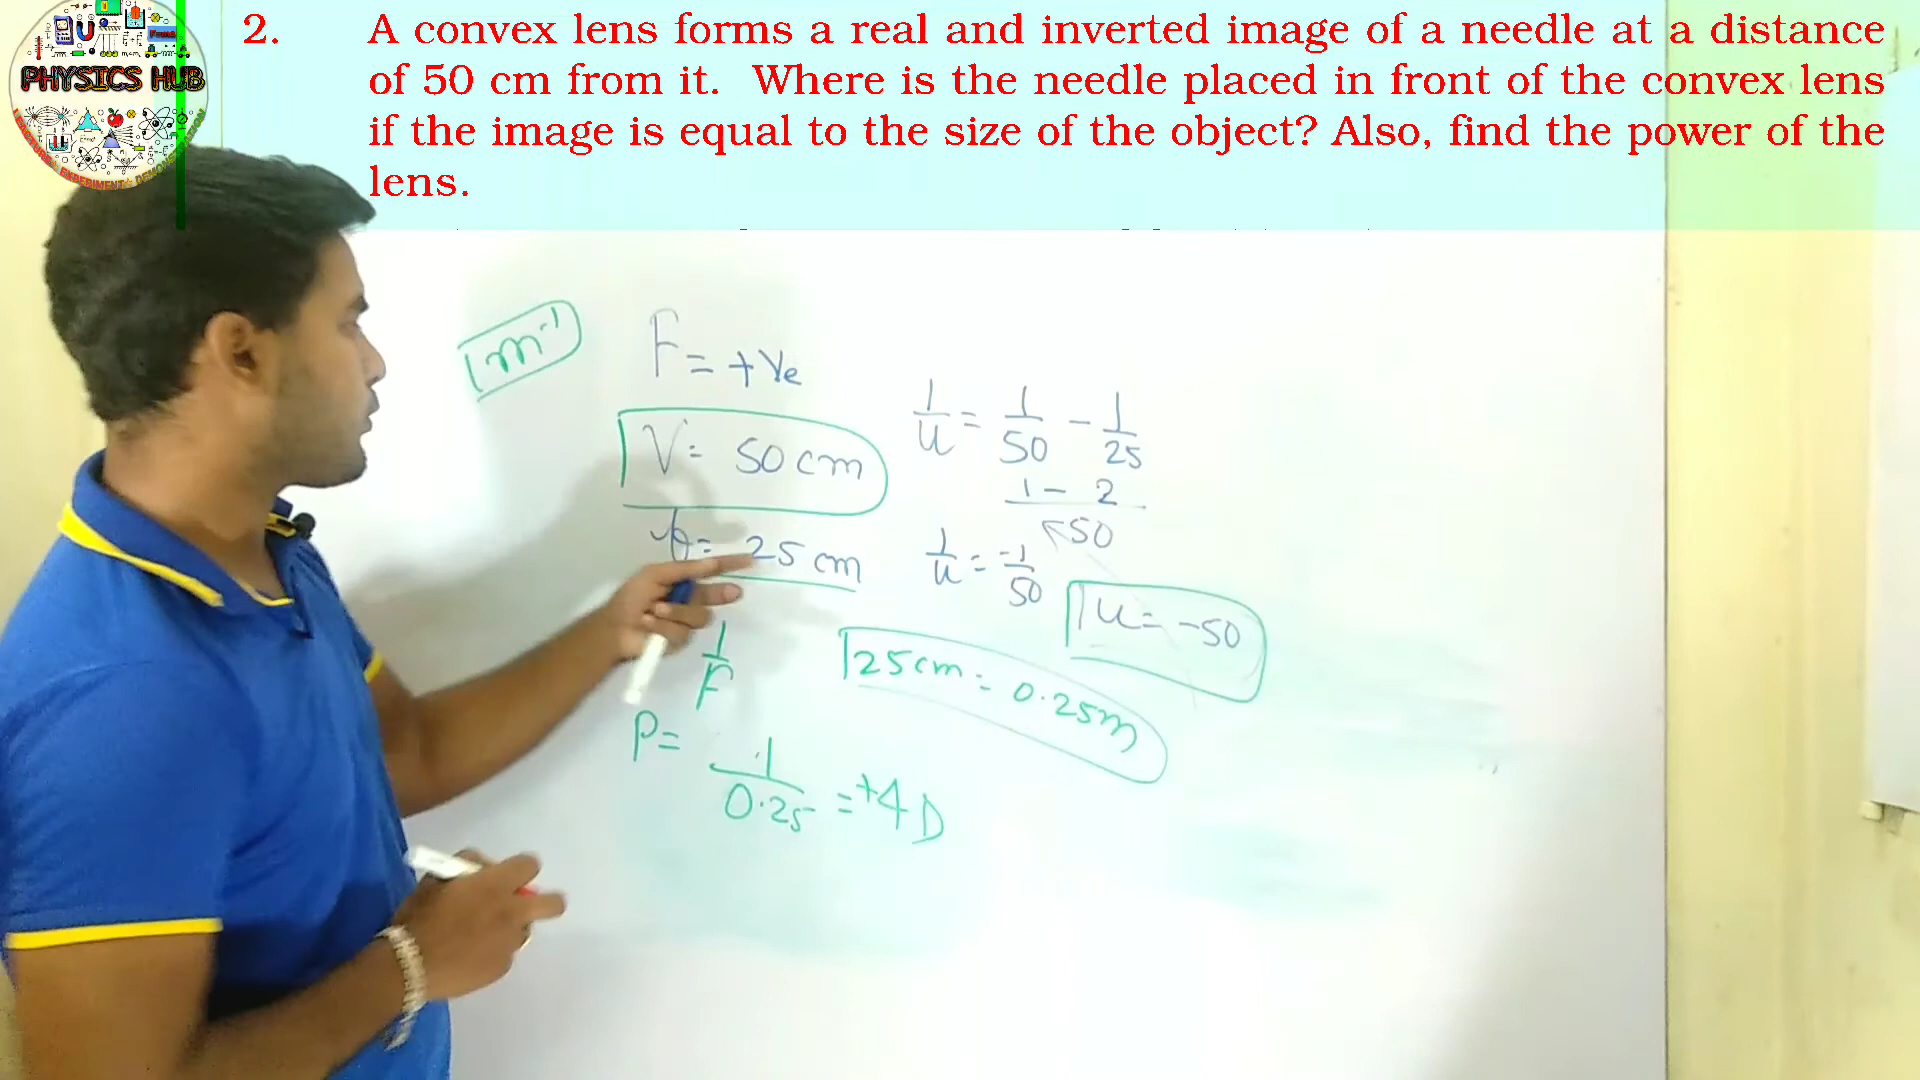 2. A convex lens forms a real and inverted image of a needle at a distance
of 50 cm from it. Where is the needle placed in front of the convex lens
if the image is equal to the size of the object? Also, find the power of the
lens.
PHYSICS HUB
m⁻¹
F = +ve
V = 50 cm
f = 25 cm
1/F
P =
1/0.25 = +4 D
1/u = 1/50 - 1/25
1 - 2
50
1/u = -1/50
u = -50
25 cm = 0.25m